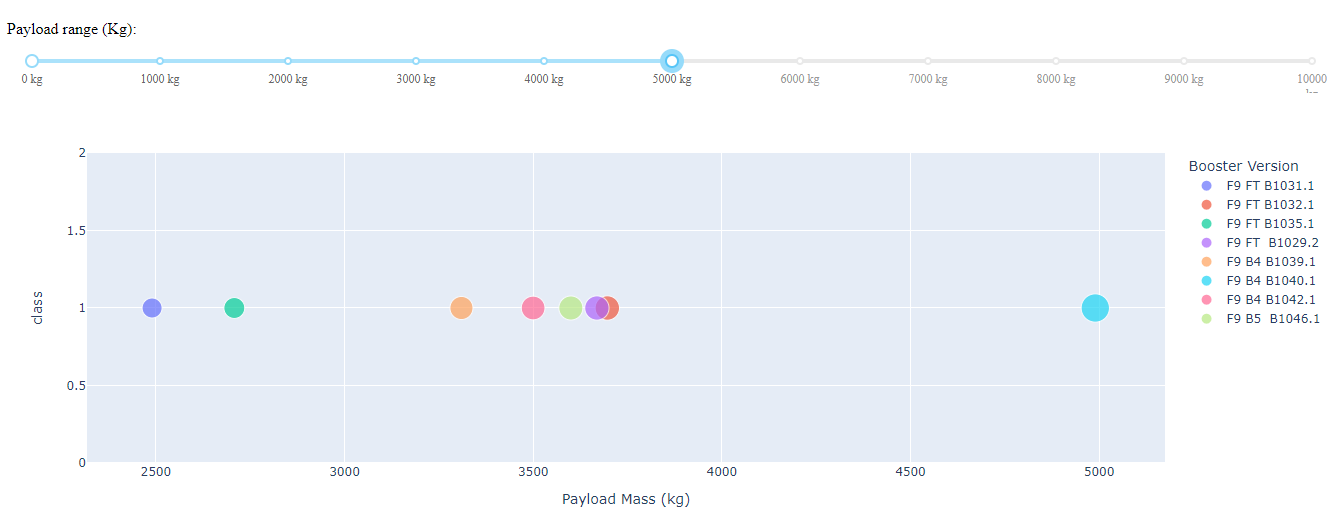 Payload range (Kg):
0 kg 1000 kg 2000 kg 3000 kg 4000 kg 5000 kg 6000 kg 7000 kg 8000 kg 9000 kg 10000
2
1.5
1
0.5
0
class
2500 3000 3500 4000 4500 5000
Payload Mass (kg)
Booster Version
F9 FT B1031.1
F9 FT B1032.1
F9 FT B1035.1
F9 FT  B1029.2
F9 B4 B1039.1
F9 B4 B1040.1
F9 B4 B1042.1
F9 B5  B1046.1